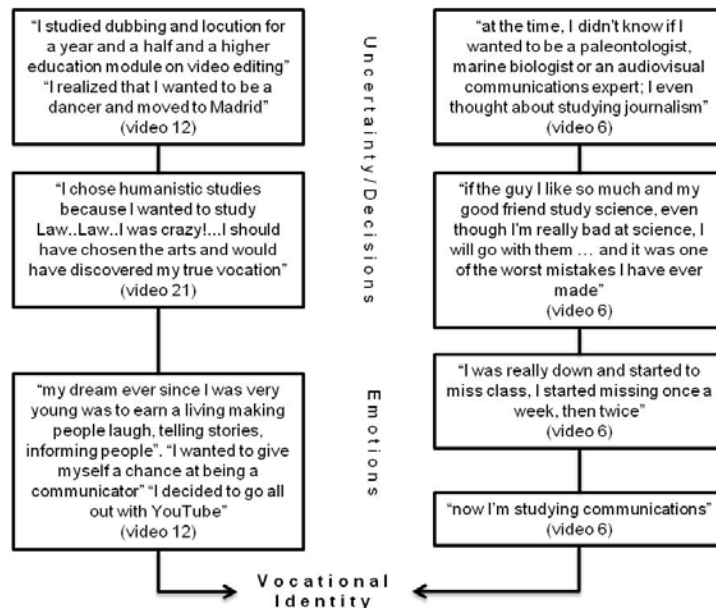 “I studied dubbing and locution for
a year and a half and a higher
education module on video editing”
“I realized that I wanted to be a
dancer and moved to Madrid”
(video 12)
“I chose humanistic studies
because I wanted to study
Law..Law..I was crazy!...I should
have chosen the arts and would
have discovered my true vocation”
(video 21)
“my dream ever since I was very
young was to earn a living making
people laugh, telling stories,
informing people”. “I wanted to give
myself a chance at being a
communicator” “I decided to go all
out with YouTube”
(video 12)
Uncertainty/Decisions
Emotions
“at the time, I didn’t know if I
wanted to be a paleontologist,
marine biologist or an audiovisual
communications expert; I even
thought about studying journalism”
(video 6)
“if the guy I like so much and my
good friend study science, even
though I’m really bad at science, I
will go with them … and it was one
of the worst mistakes I have ever
made”
(video 6)
“I was really down and started to
miss class, I started missing once a
week, then twice”
(video 6)
“now I’m studying communications”
(video 6)
Vocational
Identity